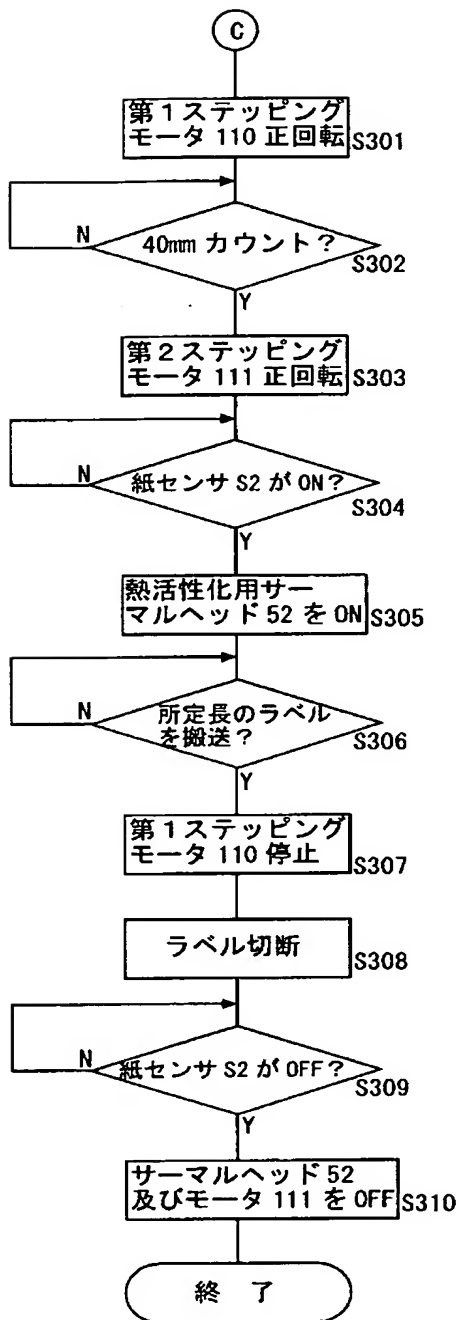 C
第1ステッピング
モータ 110 正回転
S301
40mm カウント?
N
S302
Y
第2ステッピング
モータ 111 正回転
S303
紙センサ S2 が ON?
N
S304
Y
熱活性化用サー
マルヘッド 52 を ON
S305
所定長のラベル
を搬送?
N
S306
Y
第1ステッピング
モータ 110 停止
S307
ラベル切断
S308
紙センサ S2 が OFF?
N
S309
Y
サーマルヘッド 52
及びモータ 111 を OFF
S310
終 了